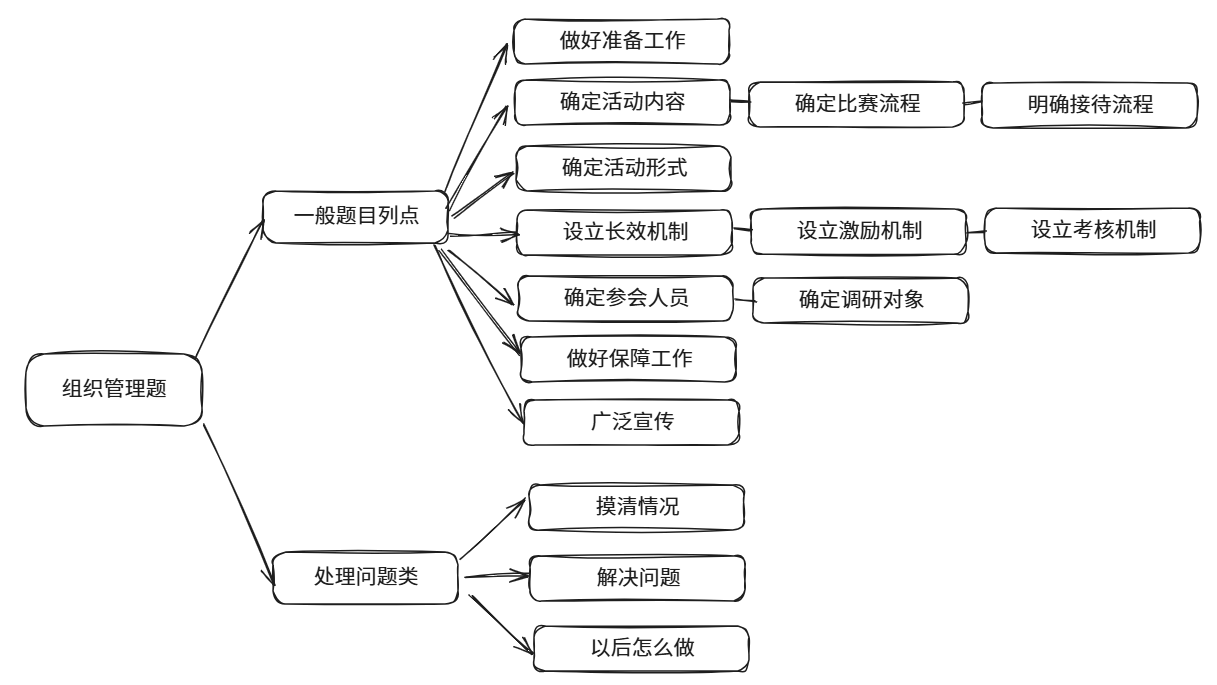 做好准备工作
确定活动内容
确定比赛流程
明确接待流程
确定活动形式
一般题目列点
设立长效机制
设立激励机制
设立考核机制
确定参会人员
确定调研对象
做好保障工作
组织管理题
广泛宣传
摸清情况
处理问题类
解决问题
以后怎么做